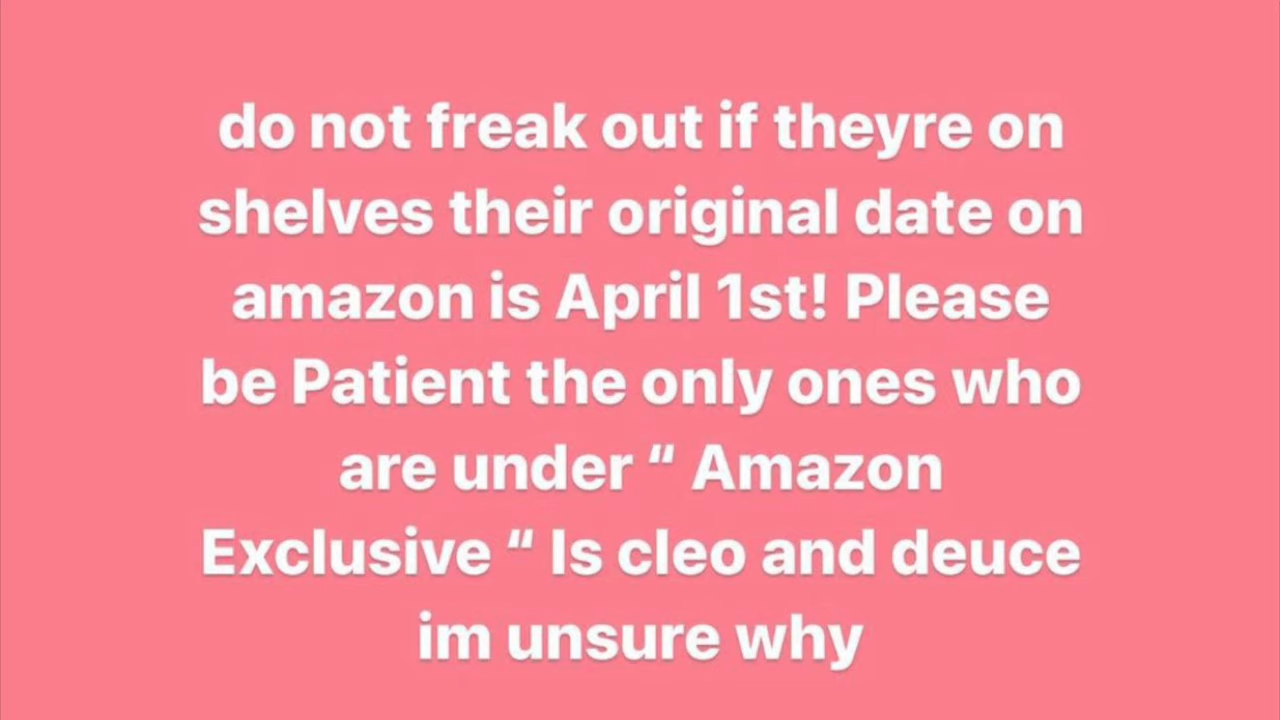 do not freak out if theyre on
shelves their original date on
amazon is April 1st! Please
be Patient the only ones who
are under “ Amazon
Exclusive “ Is cleo and deuce
im unsure why